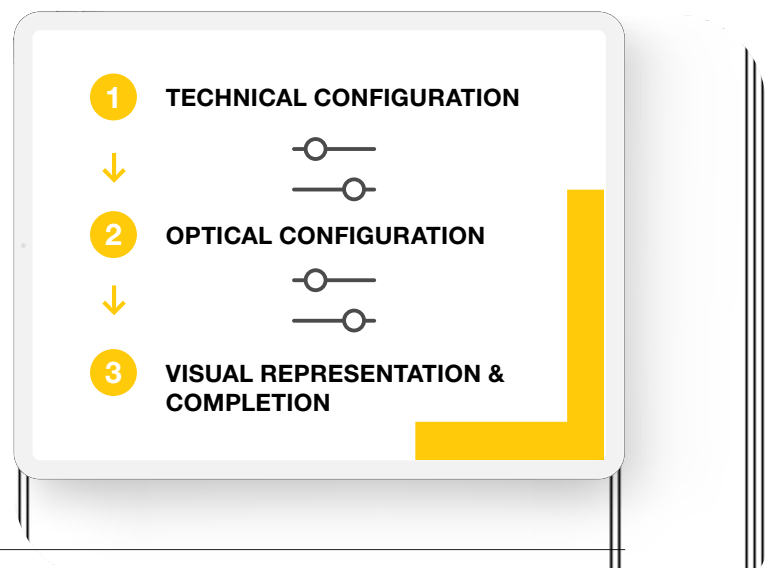 1 TECHNICAL CONFIGURATION
2 OPTICAL CONFIGURATION
3 VISUAL REPRESENTATION &
COMPLETION